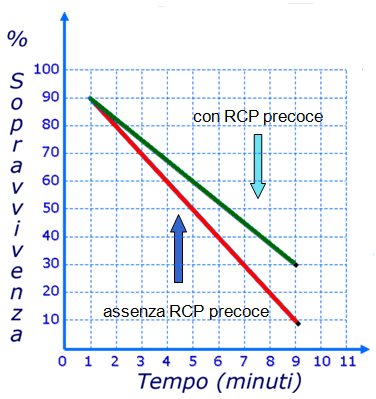 %
Sopravvivenza
100
90
80
70
60
50
40
30
20
10
con RCP precoce
assenza RCP precoce
0 1 2 3 4 5 6 7 8 9 10 11
Tempo (minuti)